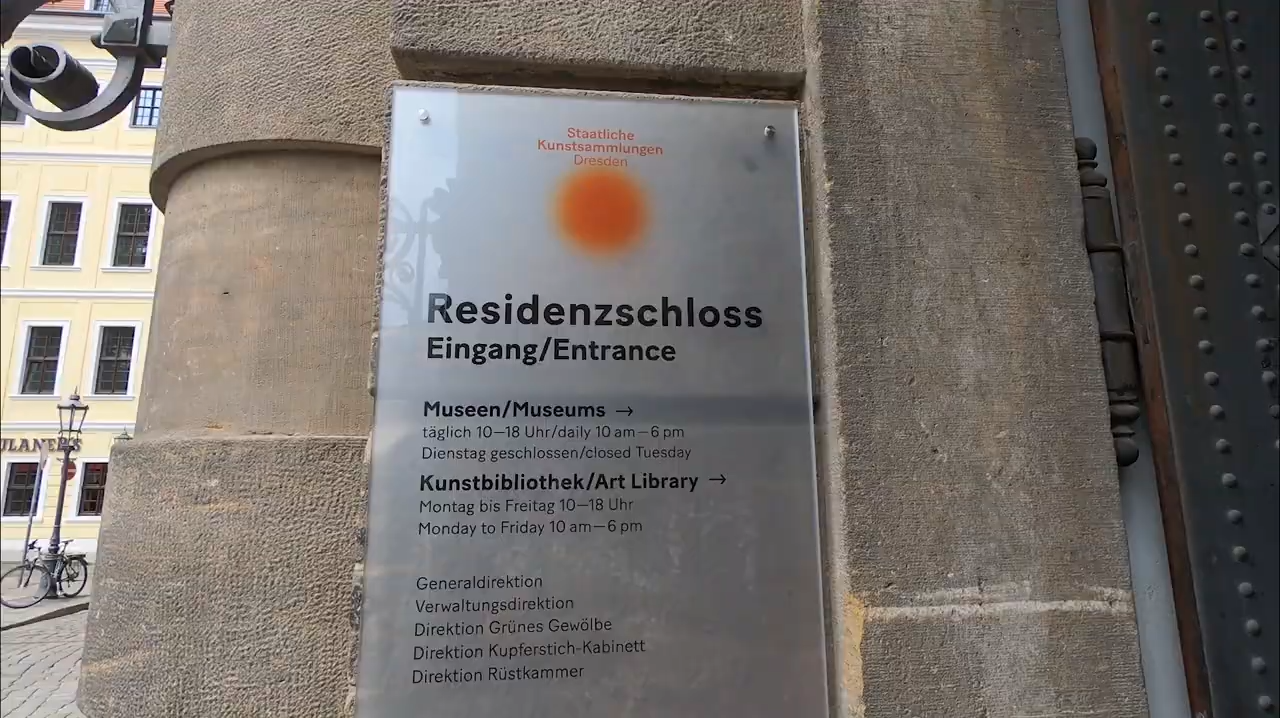 Staatliche
Kunstsammlungen
Dresden
Residenzschloss
Eingang/Entrance
Museen/Museums →
täglich 10—18 Uhr/daily 10 am—6 pm
Dienstag geschlossen/closed Tuesday
Kunstbibliothek/Art Library →
Montag bis Freitag 10—18 Uhr
Monday to Friday 10 am—6 pm
Generaldirektion
Verwaltungsdirektion
Direktion Grünes Gewölbe
Direktion Kupferstich-Kabinett
Direktion Rüstkammer
ULANER'S